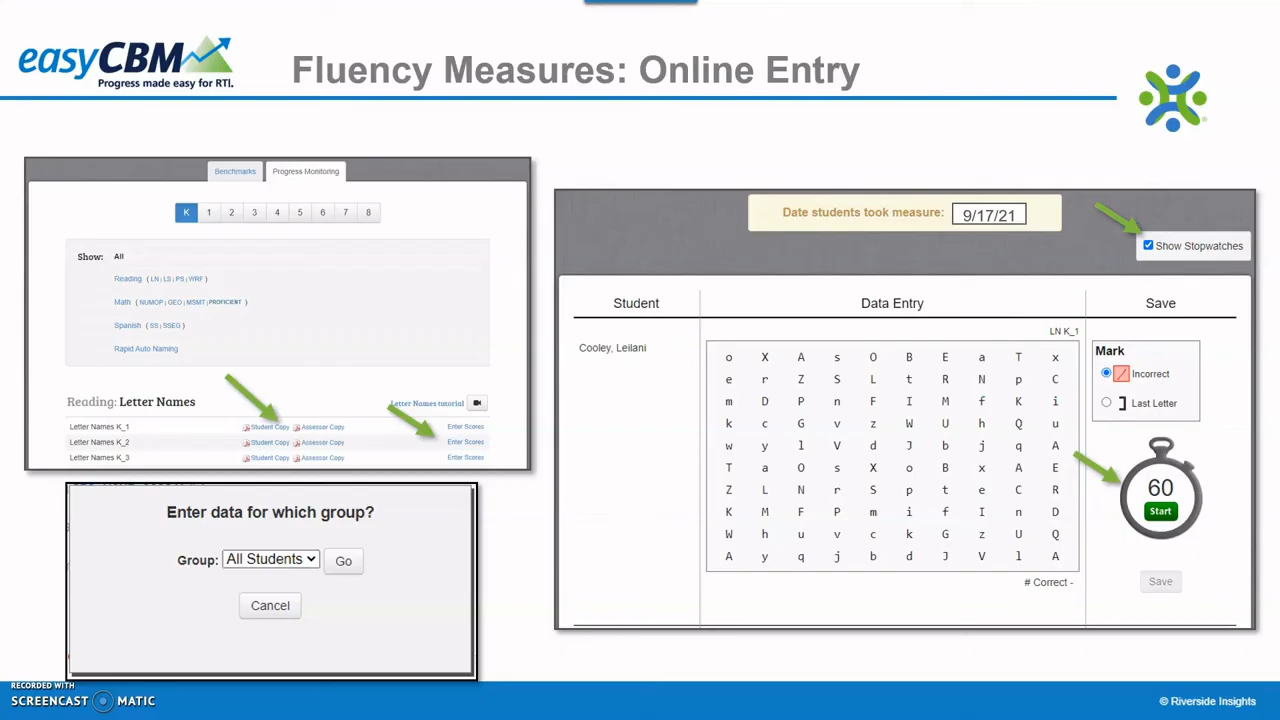 easyCBM
Progress made easy for RTI.
Fluency Measures: Online Entry
Benchmarks Progress Monitoring
K 1 2 3 4 5 6 7 8
Show: All
Reading ( LN | LS | PS | WRF )
Math ( NUMOP | GEO | MSMT | PROFICIENT )
Spanish ( SS | SSEG )
Rapid Auto Naming
Reading: Letter Names Letter Names tutorial
Letter Names K_1 Student Copy Assessor Copy Enter Scores
Letter Names K_2 Student Copy Assessor Copy Enter Scores
Letter Names K_3 Student Copy Assessor Copy Enter Scores
Enter data for which group?
Group: All Students Go
Cancel
Date students took measure: 9/17/21
Show Stopwatches
Student Data Entry Save
LN K_1
Cooley, Leilani
o X A s O B E a T x
e r Z S L t R N p C
m D P n F I M f K i
k c G v z W U h Q u
w y l V d J b j q A
T a O s X o B x A E
Z L N r S p t e C R
K M F P m i f I n D
W h u v c k G z U Q
A y q j b d J V l A
# Correct -
Mark
Incorrect
Last Letter
60
Start
Save
RECORDED WITH
SCREENCAST MATIC
© Riverside Insights